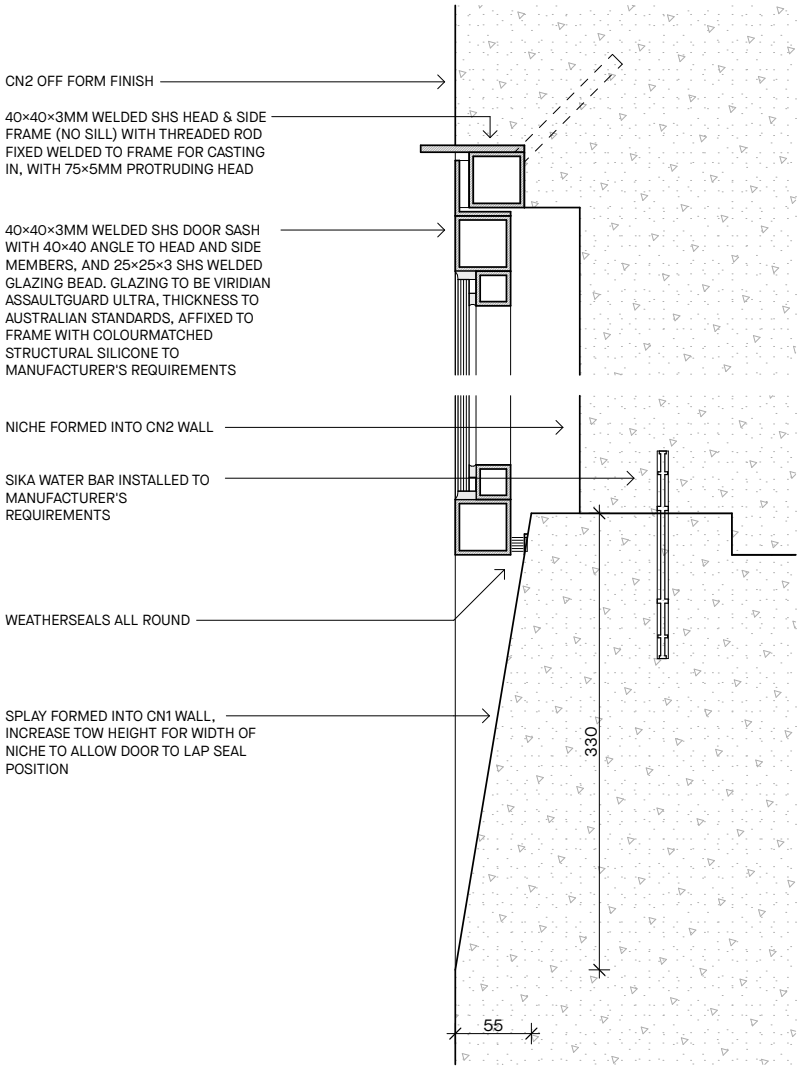 CN2 OFF FORM FINISH
40×40×3MM WELDED SHS HEAD & SIDE
FRAME (NO SILL) WITH THREADED ROD
FIXED WELDED TO FRAME FOR CASTING
IN, WITH 75×5MM PROTRUDING HEAD
40×40×3MM WELDED SHS DOOR SASH
WITH 40×40 ANGLE TO HEAD AND SIDE
MEMBERS, AND 25×25×3 SHS WELDED
GLAZING BEAD. GLAZING TO BE VIRIDIAN
ASSAULTGUARD ULTRA, THICKNESS TO
AUSTRALIAN STANDARDS, AFFIXED TO
FRAME WITH COLOURMATCHED
STRUCTURAL SILICONE TO
MANUFACTURER'S REQUIREMENTS
NICHE FORMED INTO CN2 WALL
SIKA WATER BAR INSTALLED TO
MANUFACTURER'S
REQUIREMENTS
WEATHERSEALS ALL ROUND
SPLAY FORMED INTO CN1 WALL,
INCREASE TOW HEIGHT FOR WIDTH OF
NICHE TO ALLOW DOOR TO LAP SEAL
POSITION
330
55